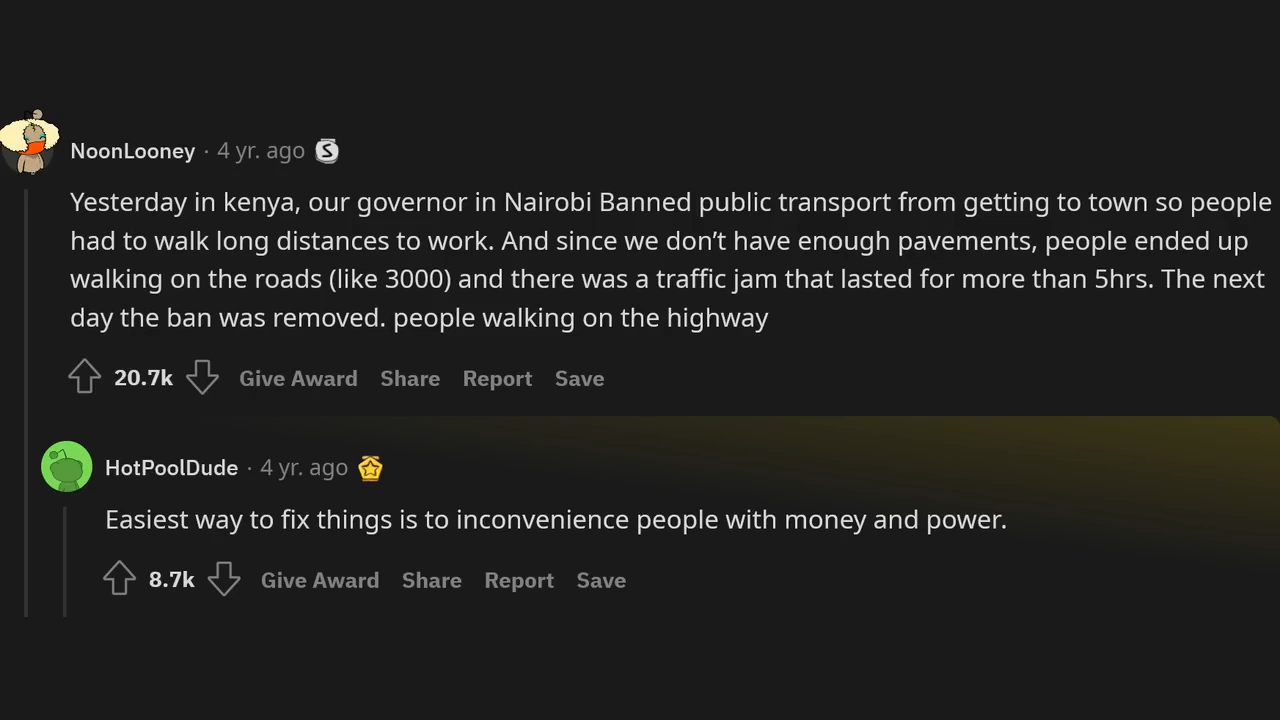 NoonLooney · 4 yr. ago S
Yesterday in kenya, our governor in Nairobi Banned public transport from getting to town so people
had to walk long distances to work. And since we don’t have enough pavements, people ended up
walking on the roads (like 3000) and there was a traffic jam that lasted for more than 5hrs. The next
day the ban was removed. people walking on the highway
20.7k Give Award Share Report Save
HotPoolDude · 4 yr. ago
Easiest way to fix things is to inconvenience people with money and power.
8.7k Give Award Share Report Save